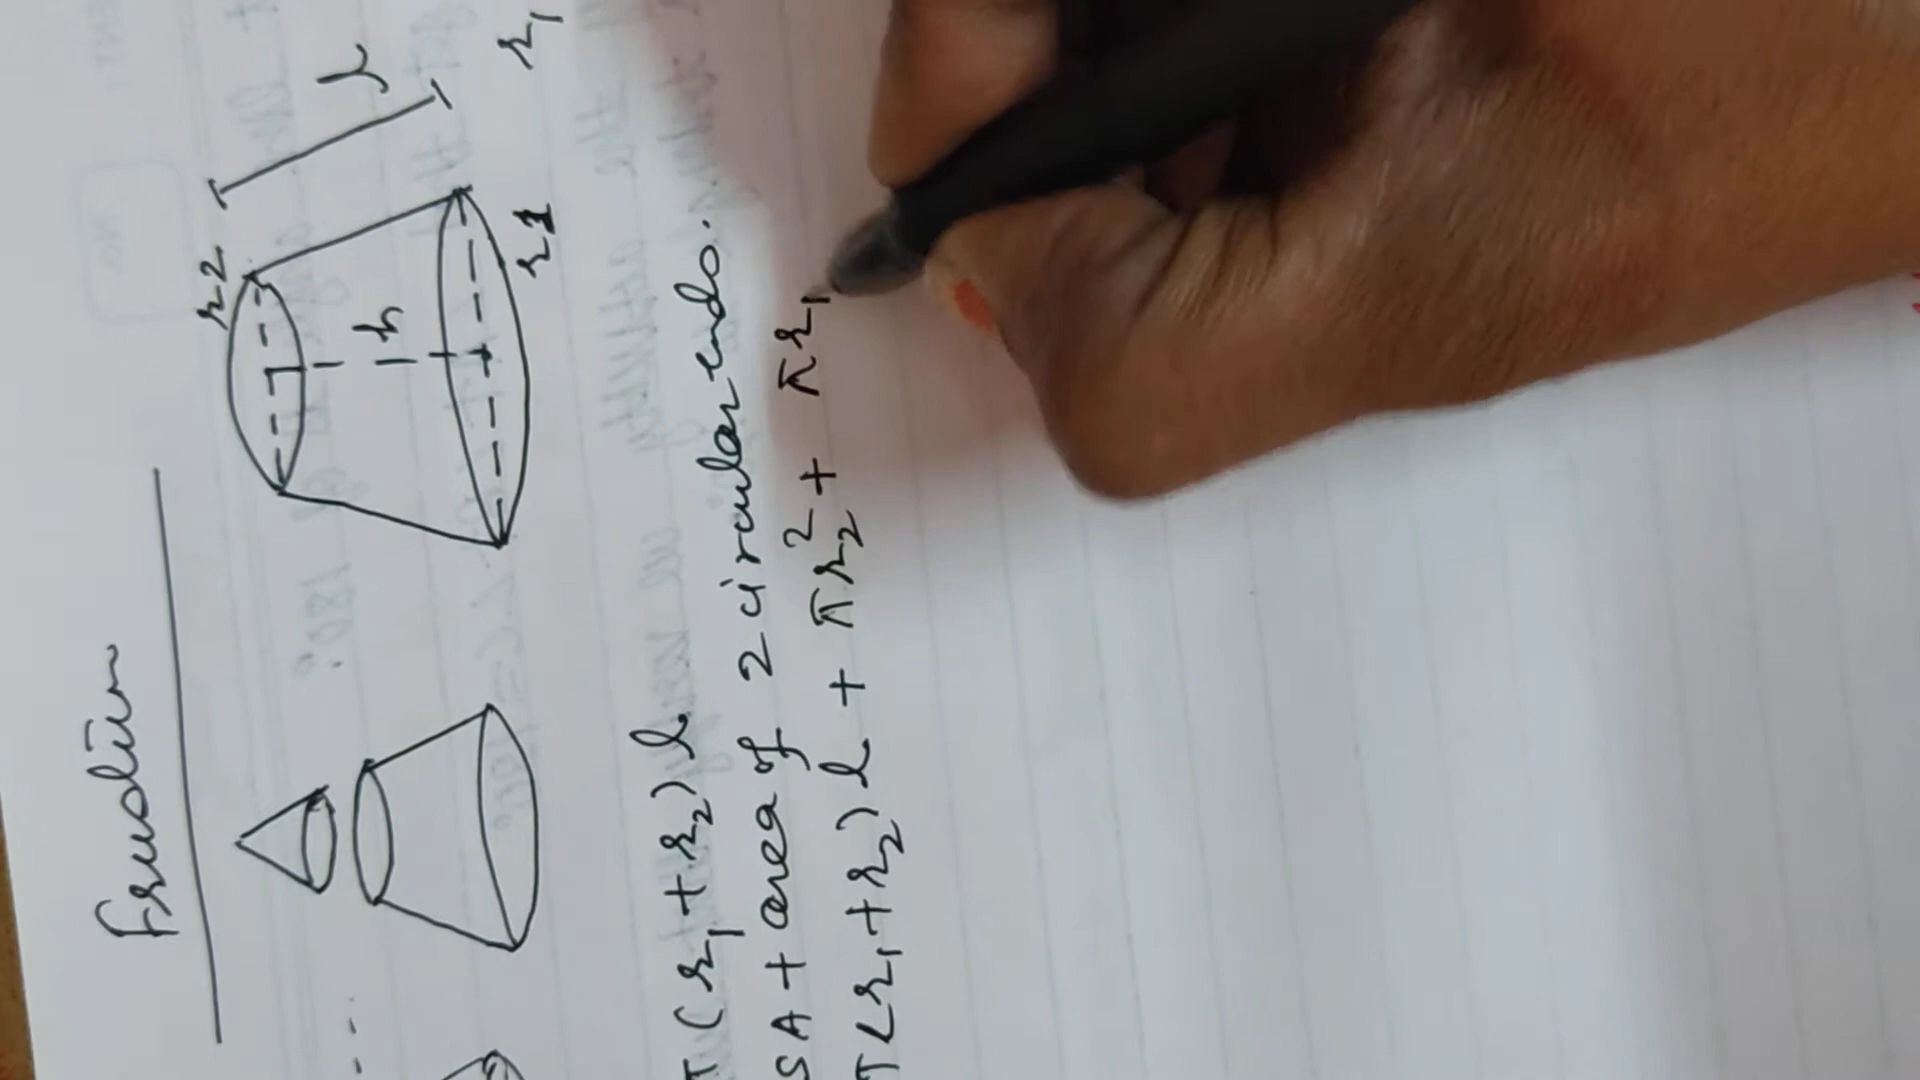 Frustum
r2
h
r1
l
r1
π(r₁+r₂)l
SA + area of 2 circular ends.
π(r₁+r₂)l + πr₂² + πr₁